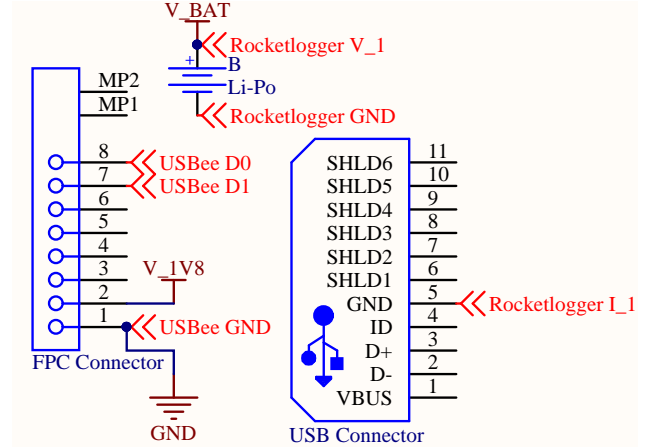 V_BAT
Rocketlogger V_1
+
B
Li-Po
Rocketlogger GND
MP2
MP1
8
USBee D0
7
USBee D1
6
5
4
3
V_1V8
2
1
USBee GND
FPC Connector
GND
SHLD6 11
SHLD5 10
SHLD4 9
SHLD3 8
SHLD2 7
SHLD1 6
GND 5 Rocketlogger I_1
ID 4
D+ 3
D- 2
VBUS 1
USB Connector